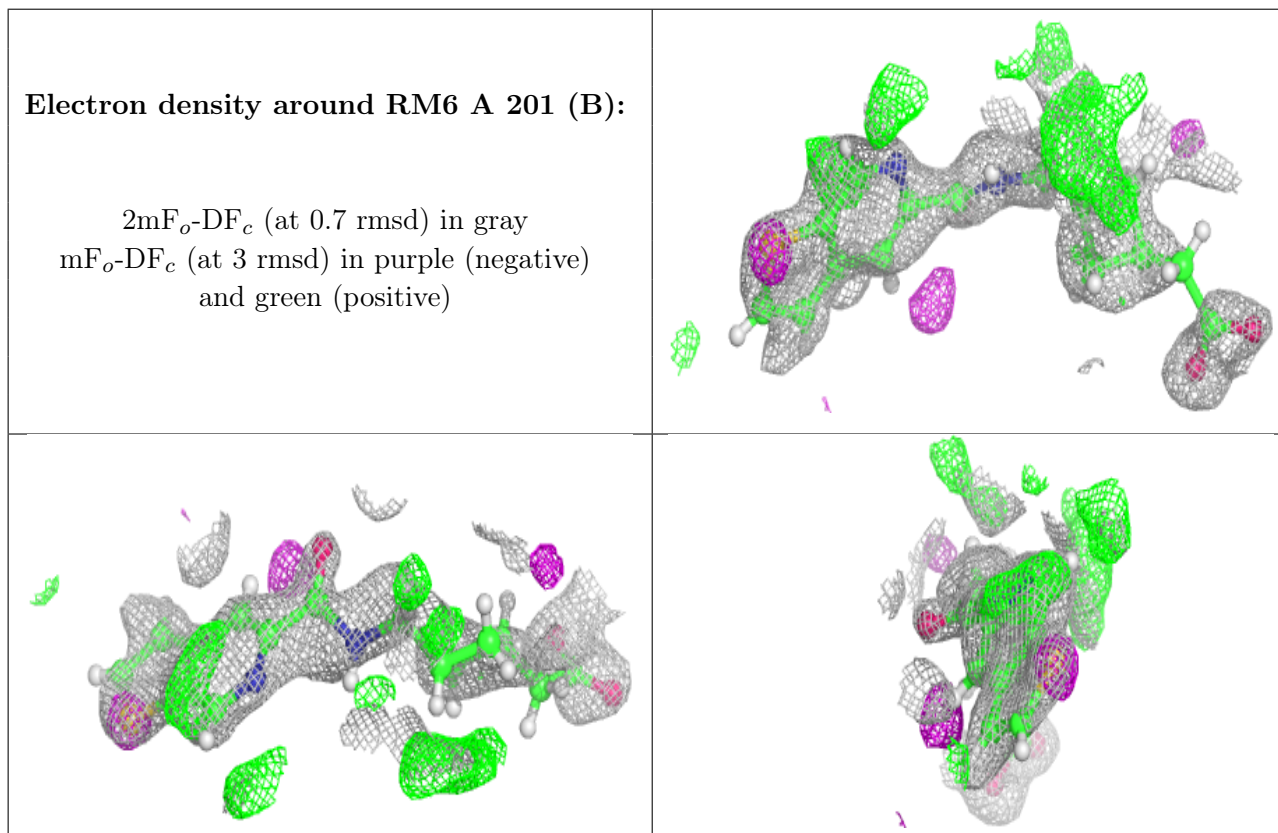 Electron density around RM6 A 201 (B):
2mFₒ-DF𝒸 (at 0.7 rmsd) in gray
mFₒ-DF𝒸 (at 3 rmsd) in purple (negative)
and green (positive)